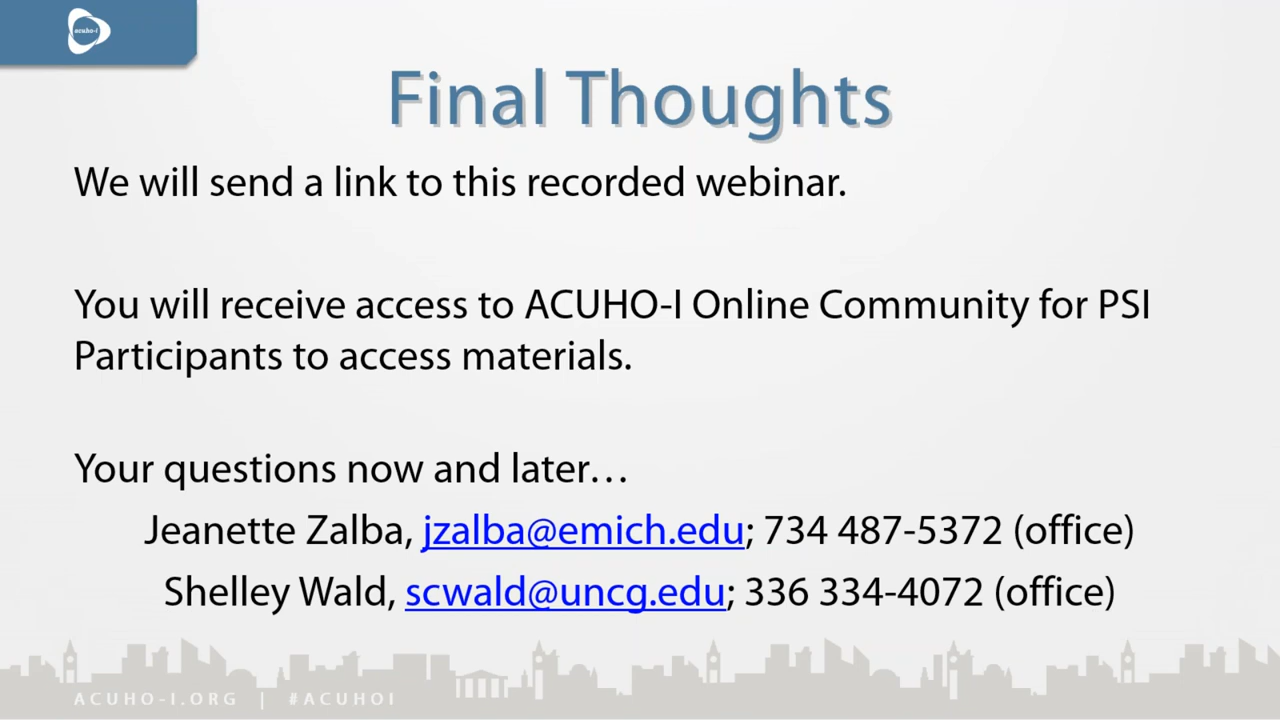 acuho-i
Final Thoughts
We will send a link to this recorded webinar.
You will receive access to ACUHO-I Online Community for PSI
Participants to access materials.
Your questions now and later…
Jeanette Zalba, jzalba@emich.edu; 734 487-5372 (office)
Shelley Wald, scwald@uncg.edu; 336 334-4072 (office)
ACUHO-I.ORG | #ACUHOI